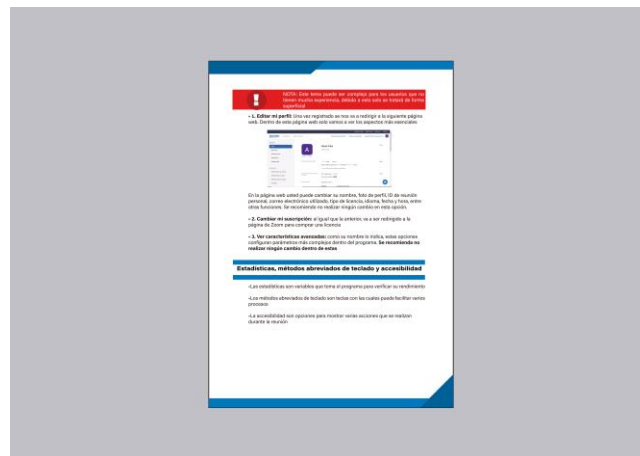 NOTA: Este tema puede ser complejo para los usuarios que no
tienen mucha experiencia, debido a esto solo se tratará de forma
superficial
• 1. Editar mi perfil: Una vez registrado se nos va a redirigir a la siguiente página
web. Dentro de esta página web solo vamos a ver los aspectos más esenciales
A
En la página web usted puede cambiar su nombre, foto de perfil, ID de reunión
personal, correo electrónico utilizado, tipo de licencia, idioma, fecha y hora, entre
otras funciones. Se recomienda no realizar ningún cambio en esta opción.
• 2. Cambiar mi suscripción: al igual que la anterior, va a ser redirigido a la
página de Zoom para comprar una licencia
• 3. Ver características avanzadas: como su nombre lo indica, estas opciones
configuran parámetros más complejos dentro del programa. Se recomienda no
realizar ningún cambio dentro de estas
Estadísticas, métodos abreviados de teclado y accesibilidad
-Las estadísticas son variables que toma el programa para verificar su rendimiento
-Los métodos abreviados de teclado son teclas con las cuales puede facilitar varios
procesos
-La accesibilidad son opciones para mostrar varias acciones que se realizan
durante la reunión